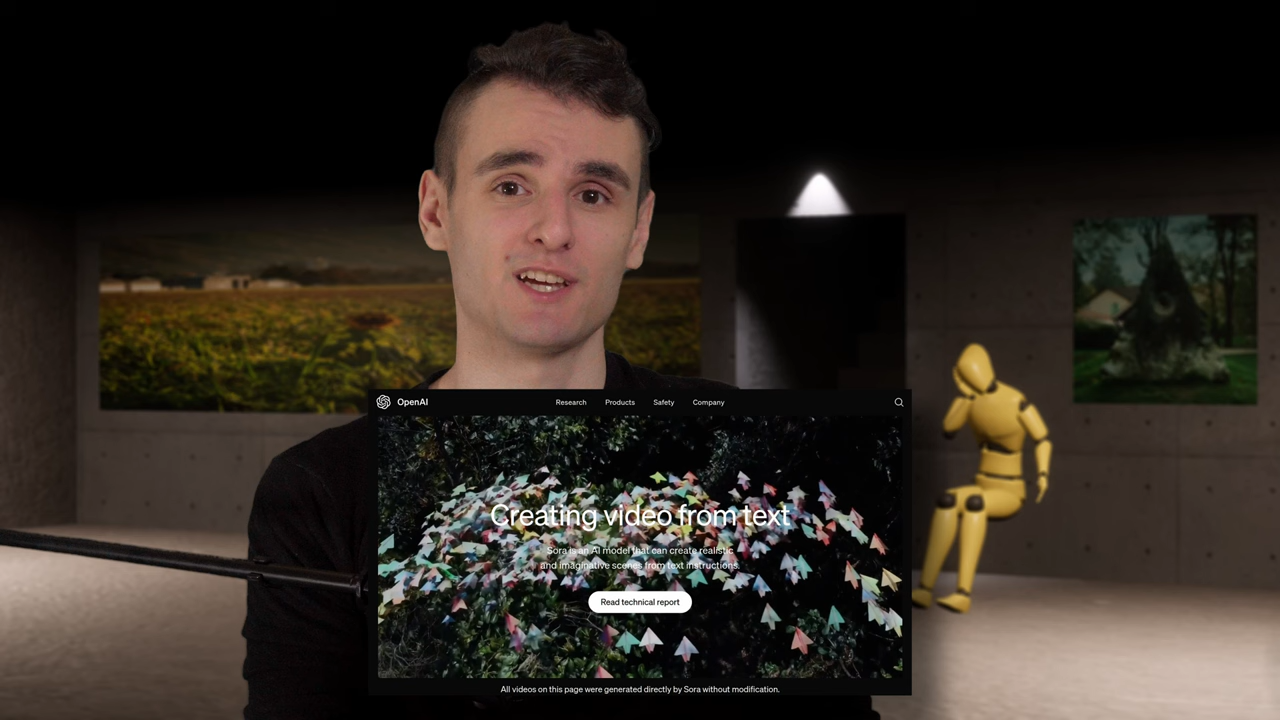 OpenAI
Research Products Safety Company
Creating video from text
Sora is an AI model that can create realistic
and imaginative scenes from text instructions.
Read technical report
All videos on this page were generated directly by Sora without modification.